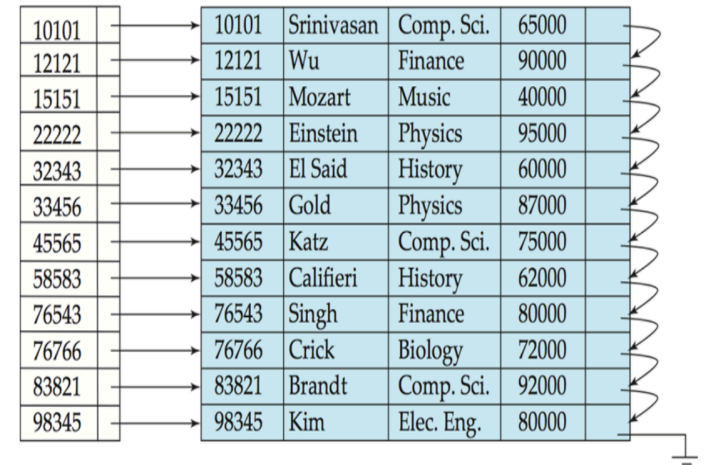 10101 10101 Srinivasan Comp. Sci. 65000
12121 12121 Wu Finance 90000
15151 15151 Mozart Music 40000
22222 22222 Einstein Physics 95000
32343 32343 El Said History 60000
33456 33456 Gold Physics 87000
45565 45565 Katz Comp. Sci. 75000
58583 58583 Califieri History 62000
76543 76543 Singh Finance 80000
76766 76766 Crick Biology 72000
83821 83821 Brandt Comp. Sci. 92000
98345 98345 Kim Elec. Eng. 80000